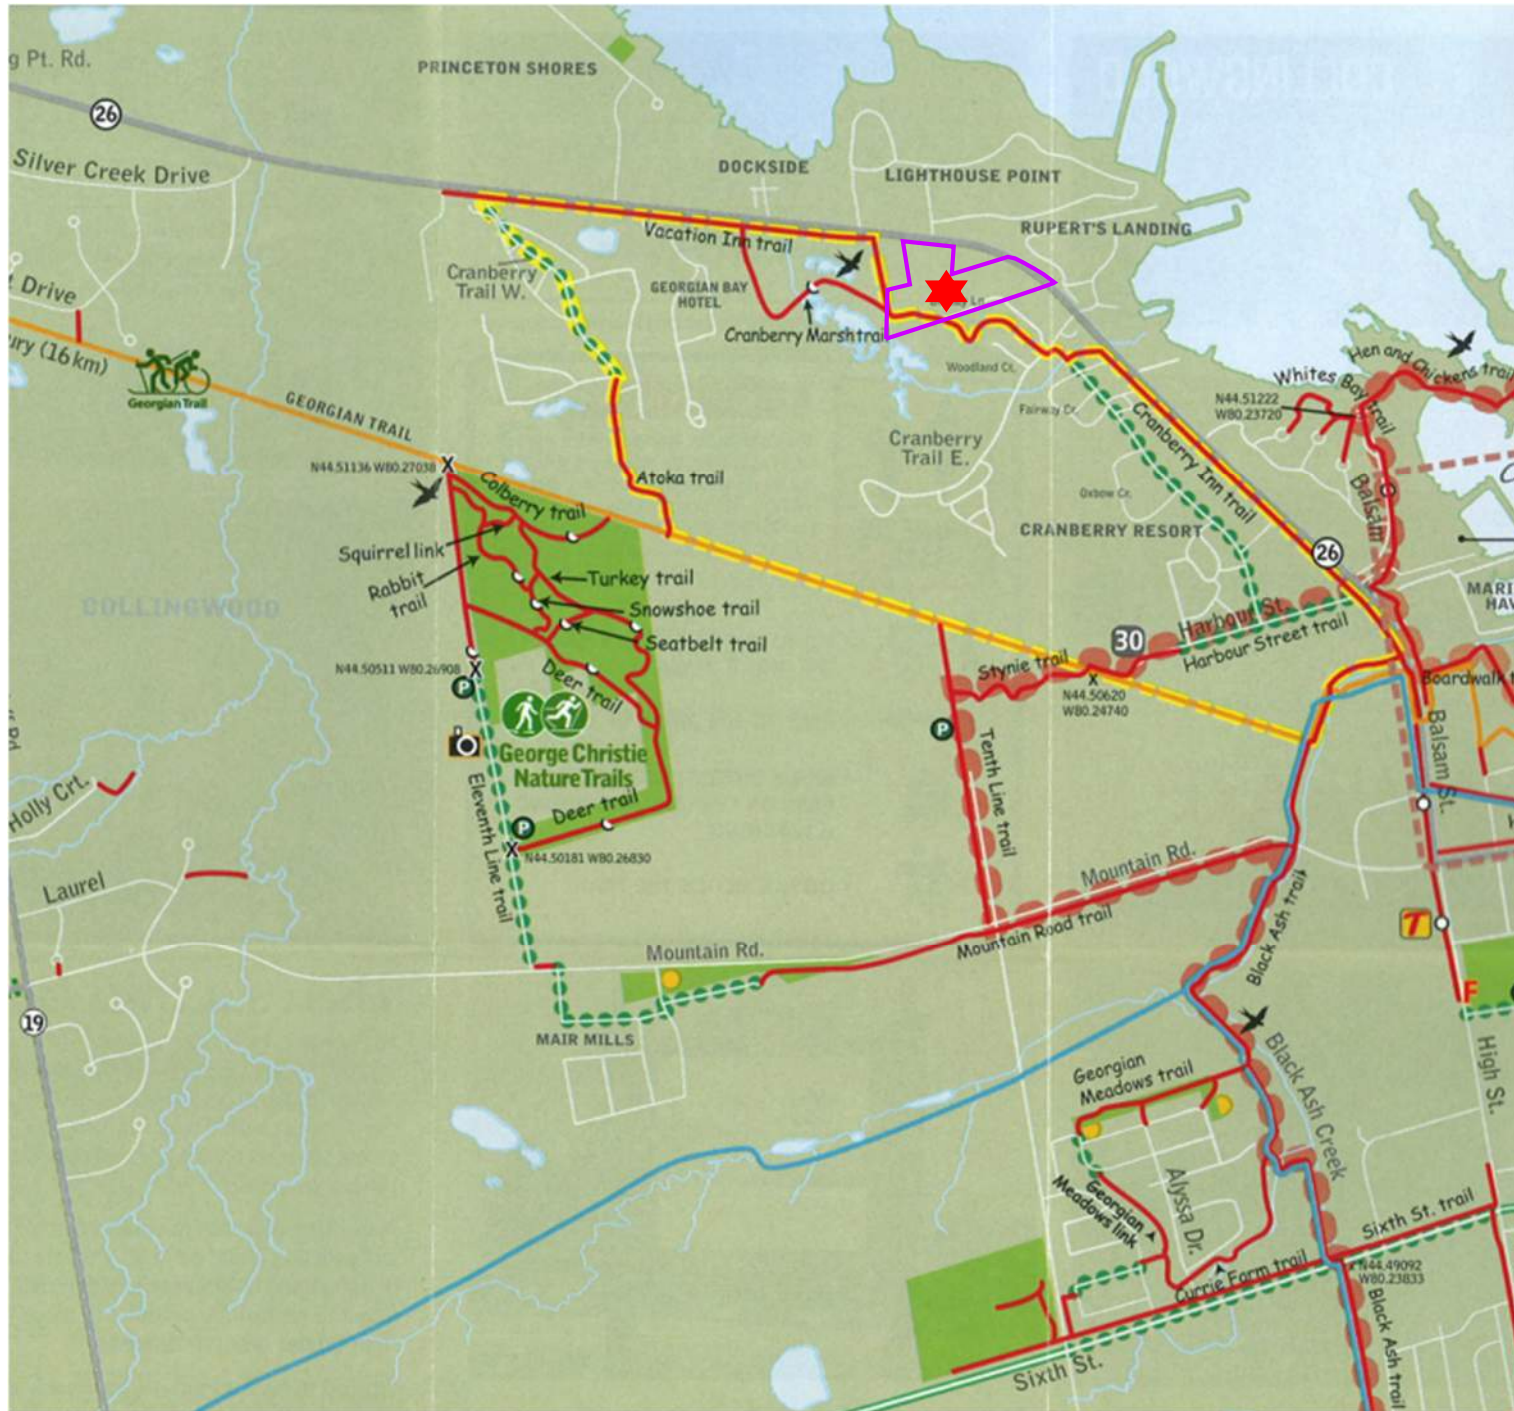 g Pt. Rd.
26
Silver Creek Drive
PRINCETON SHORES
DOCKSIDE
LIGHTHOUSE POINT
RUPERT'S LANDING
Vacation Inn trail
Cranberry
Trail W.
GEORGIAN BAY
HOTEL
Cranberry Marsh trail
Ln
Woodland Ct.
Fairway Cr.
Cranberry
Trail E.
Oxbow Cr.
CRANBERRY RESORT
Cranberry Inn trail
26
N44.51222
W80.23720
Whites Bay trail
Hen and Chickens trail
Balsam
t Drive
ury (16 km)
Georgian Trail
GEORGIAN TRAIL
N44.51136 W80.27038
X
Colberry trail
Atoka trail
Squirrel link
Rabbit
trail
Turkey trail
Snowshoe trail
Seatbelt trail
Deer trail
COLLINGWOOD
N44.50511 W80.26908
X
P
George Christie
Nature Trails
Deer trail
P
X
N44.50181 W80.26830
Eleventh Line trail
30
Harbour St.
Harbour Street trail
Stynie trail
X
N44.50620
W80.24740
P
Tenth Line trail
MARI
HAV
Boardwalk t
Balsam St.
Mountain Rd.
Mountain Road trail
Black Ash trail
Holly Crt.
Laurel
19
Mountain Rd.
MAIR MILLS
T
F
High St.
Georgian
Meadows trail
Black Ash Creek
Georgian
Meadows link
Alyssa Dr.
Currie Farm trail
Sixth St. trail
N44.49092
W80.23833
Black Ash trail
Sixth St.